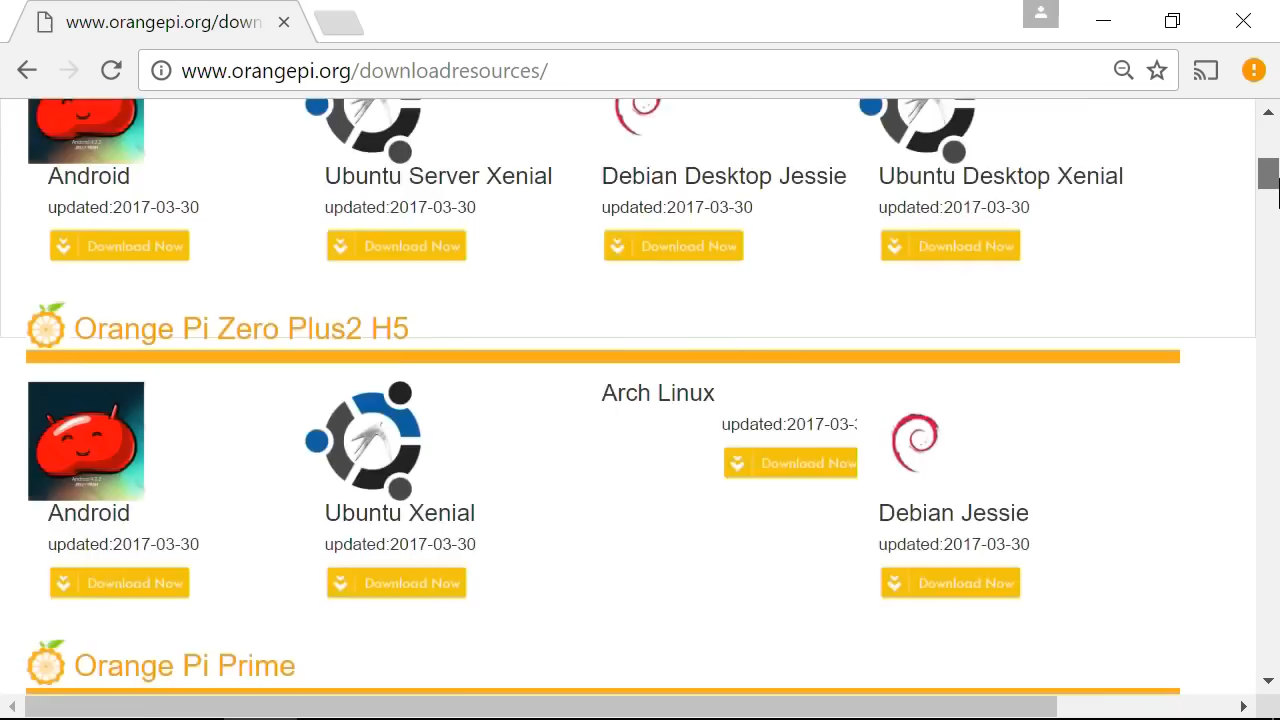 www.orangepi.org/down
www.orangepi.org/downloadresources/
Android
updated:2017-03-30
Download Now
Ubuntu Server Xenial
updated:2017-03-30
Download Now
Debian Desktop Jessie
updated:2017-03-30
Download Now
Ubuntu Desktop Xenial
updated:2017-03-30
Download Now
Orange Pi Zero Plus2 H5
Android
updated:2017-03-30
Download Now
Ubuntu Xenial
updated:2017-03-30
Download Now
Arch Linux
updated:2017-03-
Download Now
Debian Jessie
updated:2017-03-30
Download Now
Orange Pi Prime